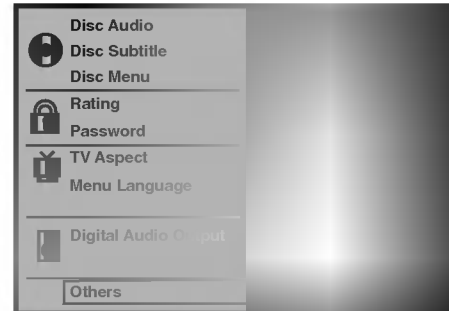 Disc Audio
Disc Subtitle
Disc Menu
Rating
Password
TV Aspect
Menu Language
Digital Audio Output
Others